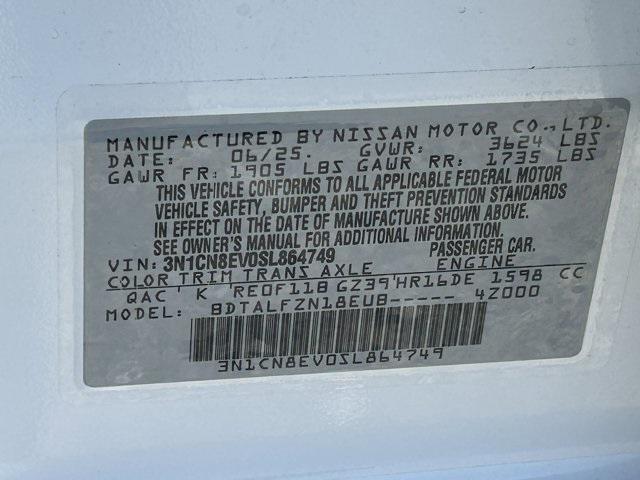 MANUFACTURED BY NISSAN MOTOR CO., LTD.
DATE: 06/25. GVWR: 3624 LBS
GAWR FR: 1905 LBS GAWR RR: 1735 LBS
THIS VEHICLE CONFORMS TO ALL APPLICABLE FEDERAL MOTOR
VEHICLE SAFETY, BUMPER AND THEFT PREVENTION STANDARDS
IN EFFECT ON THE DATE OF MANUFACTURE SHOWN ABOVE.
SEE OWNER'S MANUAL FOR ADDITIONAL INFORMATION.
VIN: 3N1CN8EV0SL864749 PASSENGER CAR.
COLOR TRIM TRANS AXLE ENGINE
QAC K RE0F11B GZ39 HR16DE 1598 CC
MODEL: BDTALFZN18EUB----- 4Z000
3N1CN8EV0SL864749